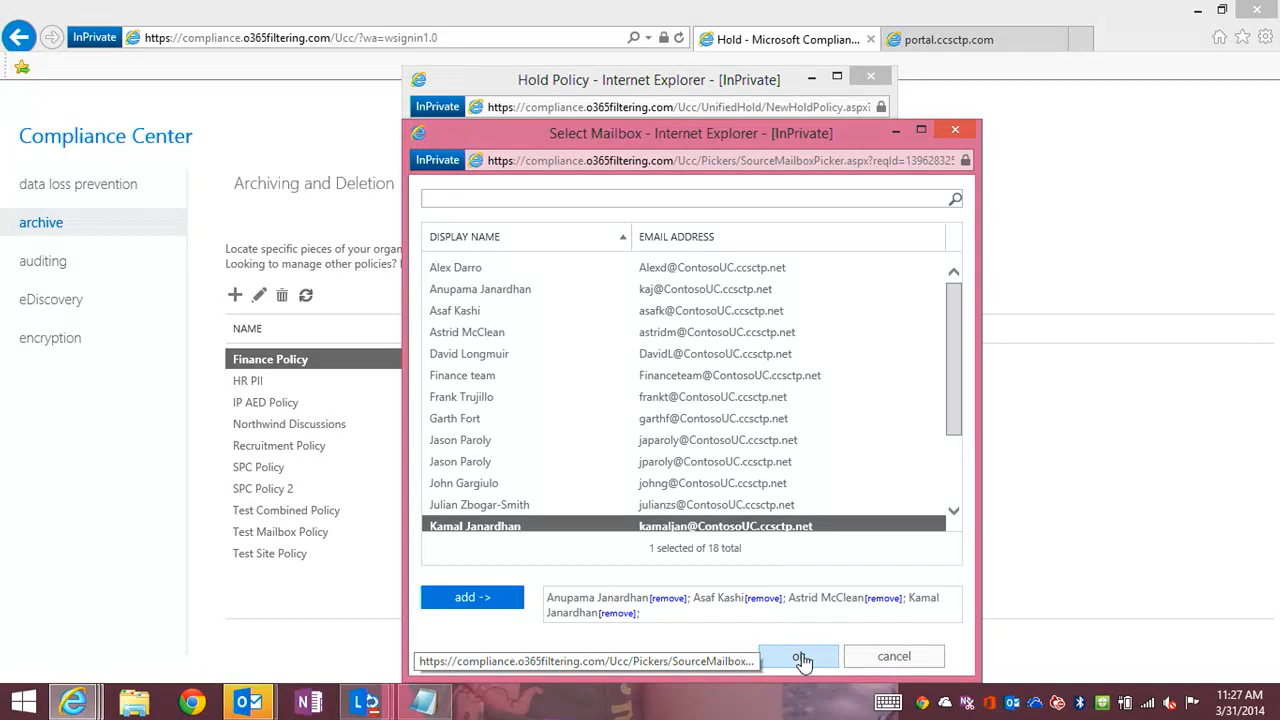 InPrivate https://compliance.o365filtering.com/Ucc/?wa=wsignin1.0
Hold - Microsoft Complian...
portal.ccsctp.com
Hold Policy - Internet Explorer - [InPrivate]
InPrivate https://compliance.o365filtering.com/Ucc/UnifiedHold/NewHoldPolicy.aspx?
Select Mailbox - Internet Explorer - [InPrivate]
InPrivate https://compliance.o365filtering.com/Ucc/Pickers/SourceMailboxPicker.aspx?reqId=139628325
Compliance Center
data loss prevention
archive
auditing
eDiscovery
encryption
Archiving and Deletion
Locate specific pieces of your organ
Looking to manage other policies?
NAME
Finance Policy
HR PII
IP AED Policy
Northwind Discussions
Recruitment Policy
SPC Policy
SPC Policy 2
Test Combined Policy
Test Mailbox Policy
Test Site Policy
DISPLAY NAME EMAIL ADDRESS
Alex Darro Alexd@ContosoUC.ccsctp.net
Anupama Janardhan kaj@ContosoUC.ccsctp.net
Asaf Kashi asafk@ContosoUC.ccsctp.net
Astrid McClean astridm@ContosoUC.ccsctp.net
David Longmuir DavidL@ContosoUC.ccsctp.net
Finance team Financeteam@ContosoUC.ccsctp.net
Frank Trujillo frankt@ContosoUC.ccsctp.net
Garth Fort garthf@ContosoUC.ccsctp.net
Jason Paroly japaroly@ContosoUC.ccsctp.net
Jason Paroly jparoly@ContosoUC.ccsctp.net
John Gargiulo johng@ContosoUC.ccsctp.net
Julian Zbogar-Smith julianzs@ContosoUC.ccsctp.net
Kamal Janardhan kamaljan@ContosoUC.ccsctp.net
1 selected of 18 total
add ->
Anupama Janardhan[remove]; Asaf Kashi[remove]; Astrid McClean[remove]; Kamal
Janardhan[remove];
https://compliance.o365filtering.com/Ucc/Pickers/SourceMailbox...
cancel
11:27 AM
3/31/2014